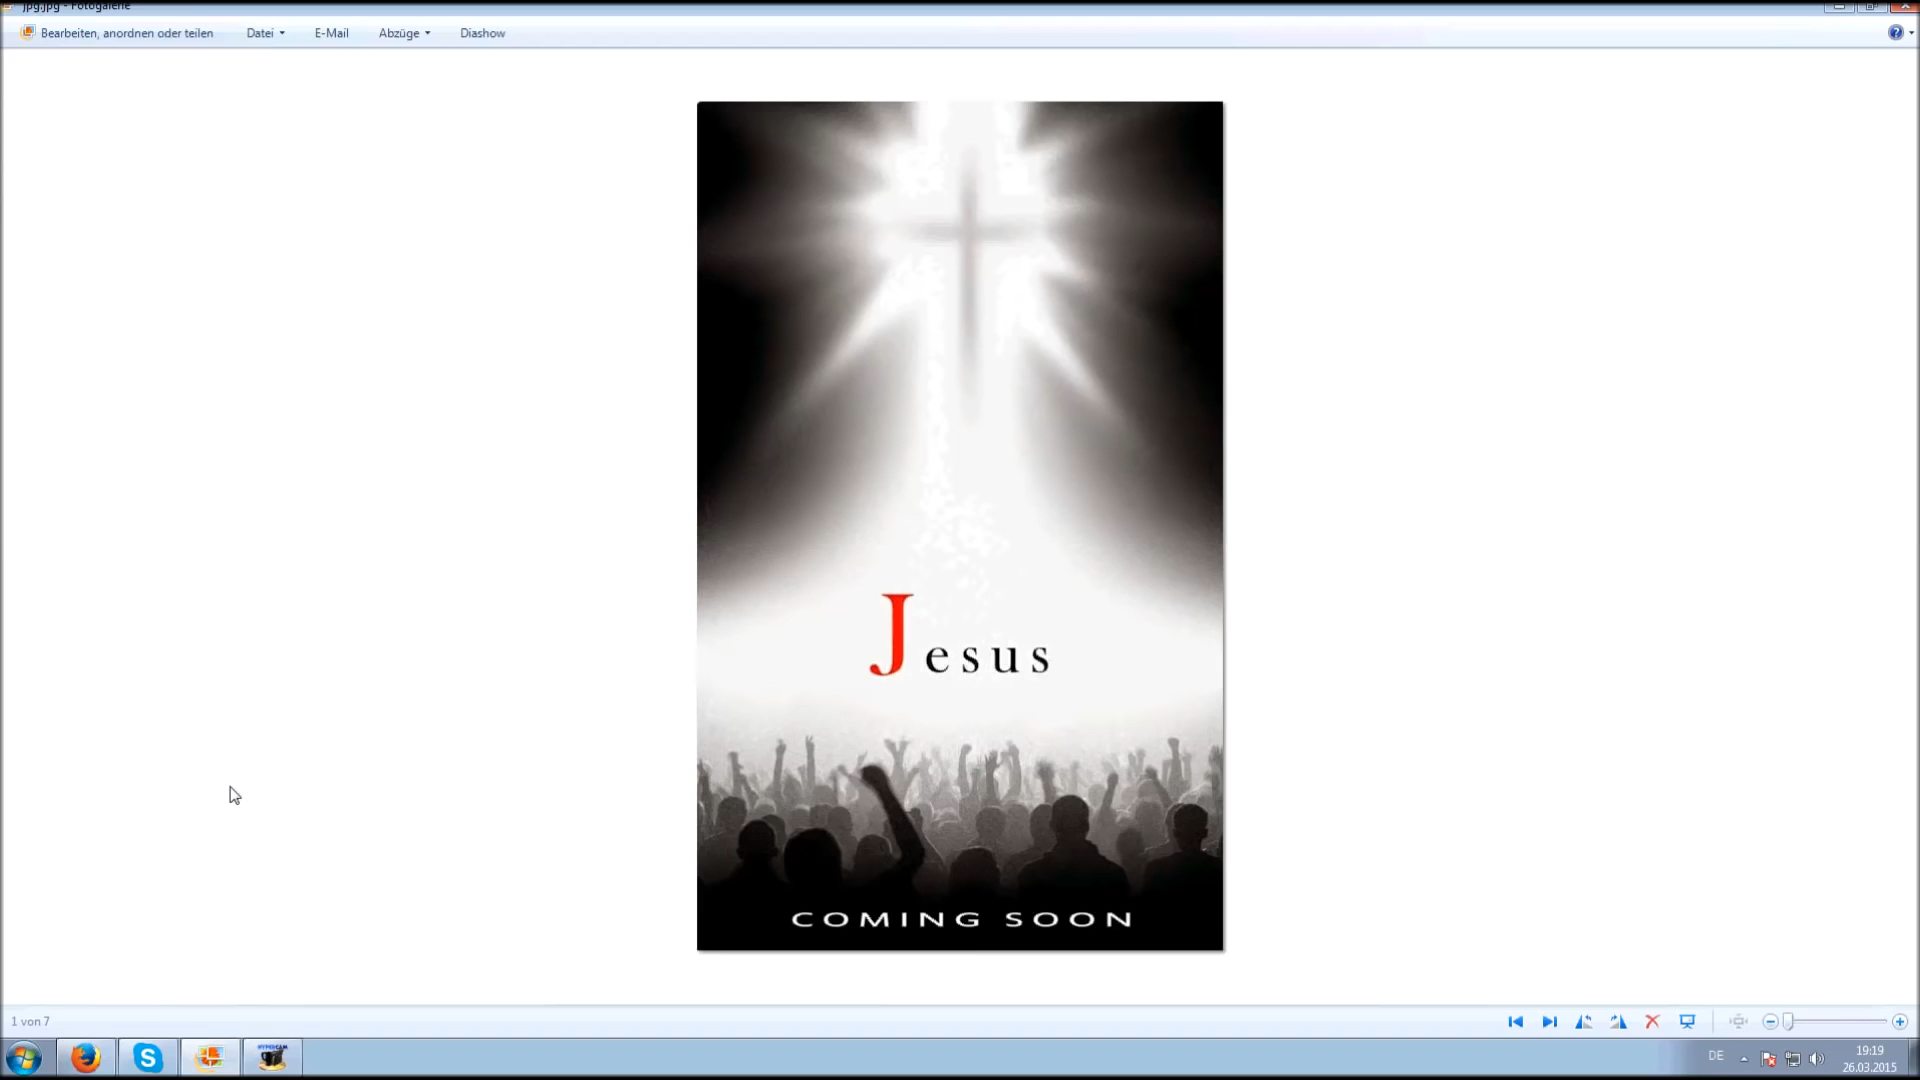 jpg.jpg - Fotogalerie
Bearbeiten, anordnen oder teilen Datei E-Mail Abzüge Diashow
Jesus
COMING SOON
1 von 7
HYPERCAM
DE
19:19
26.03.2015